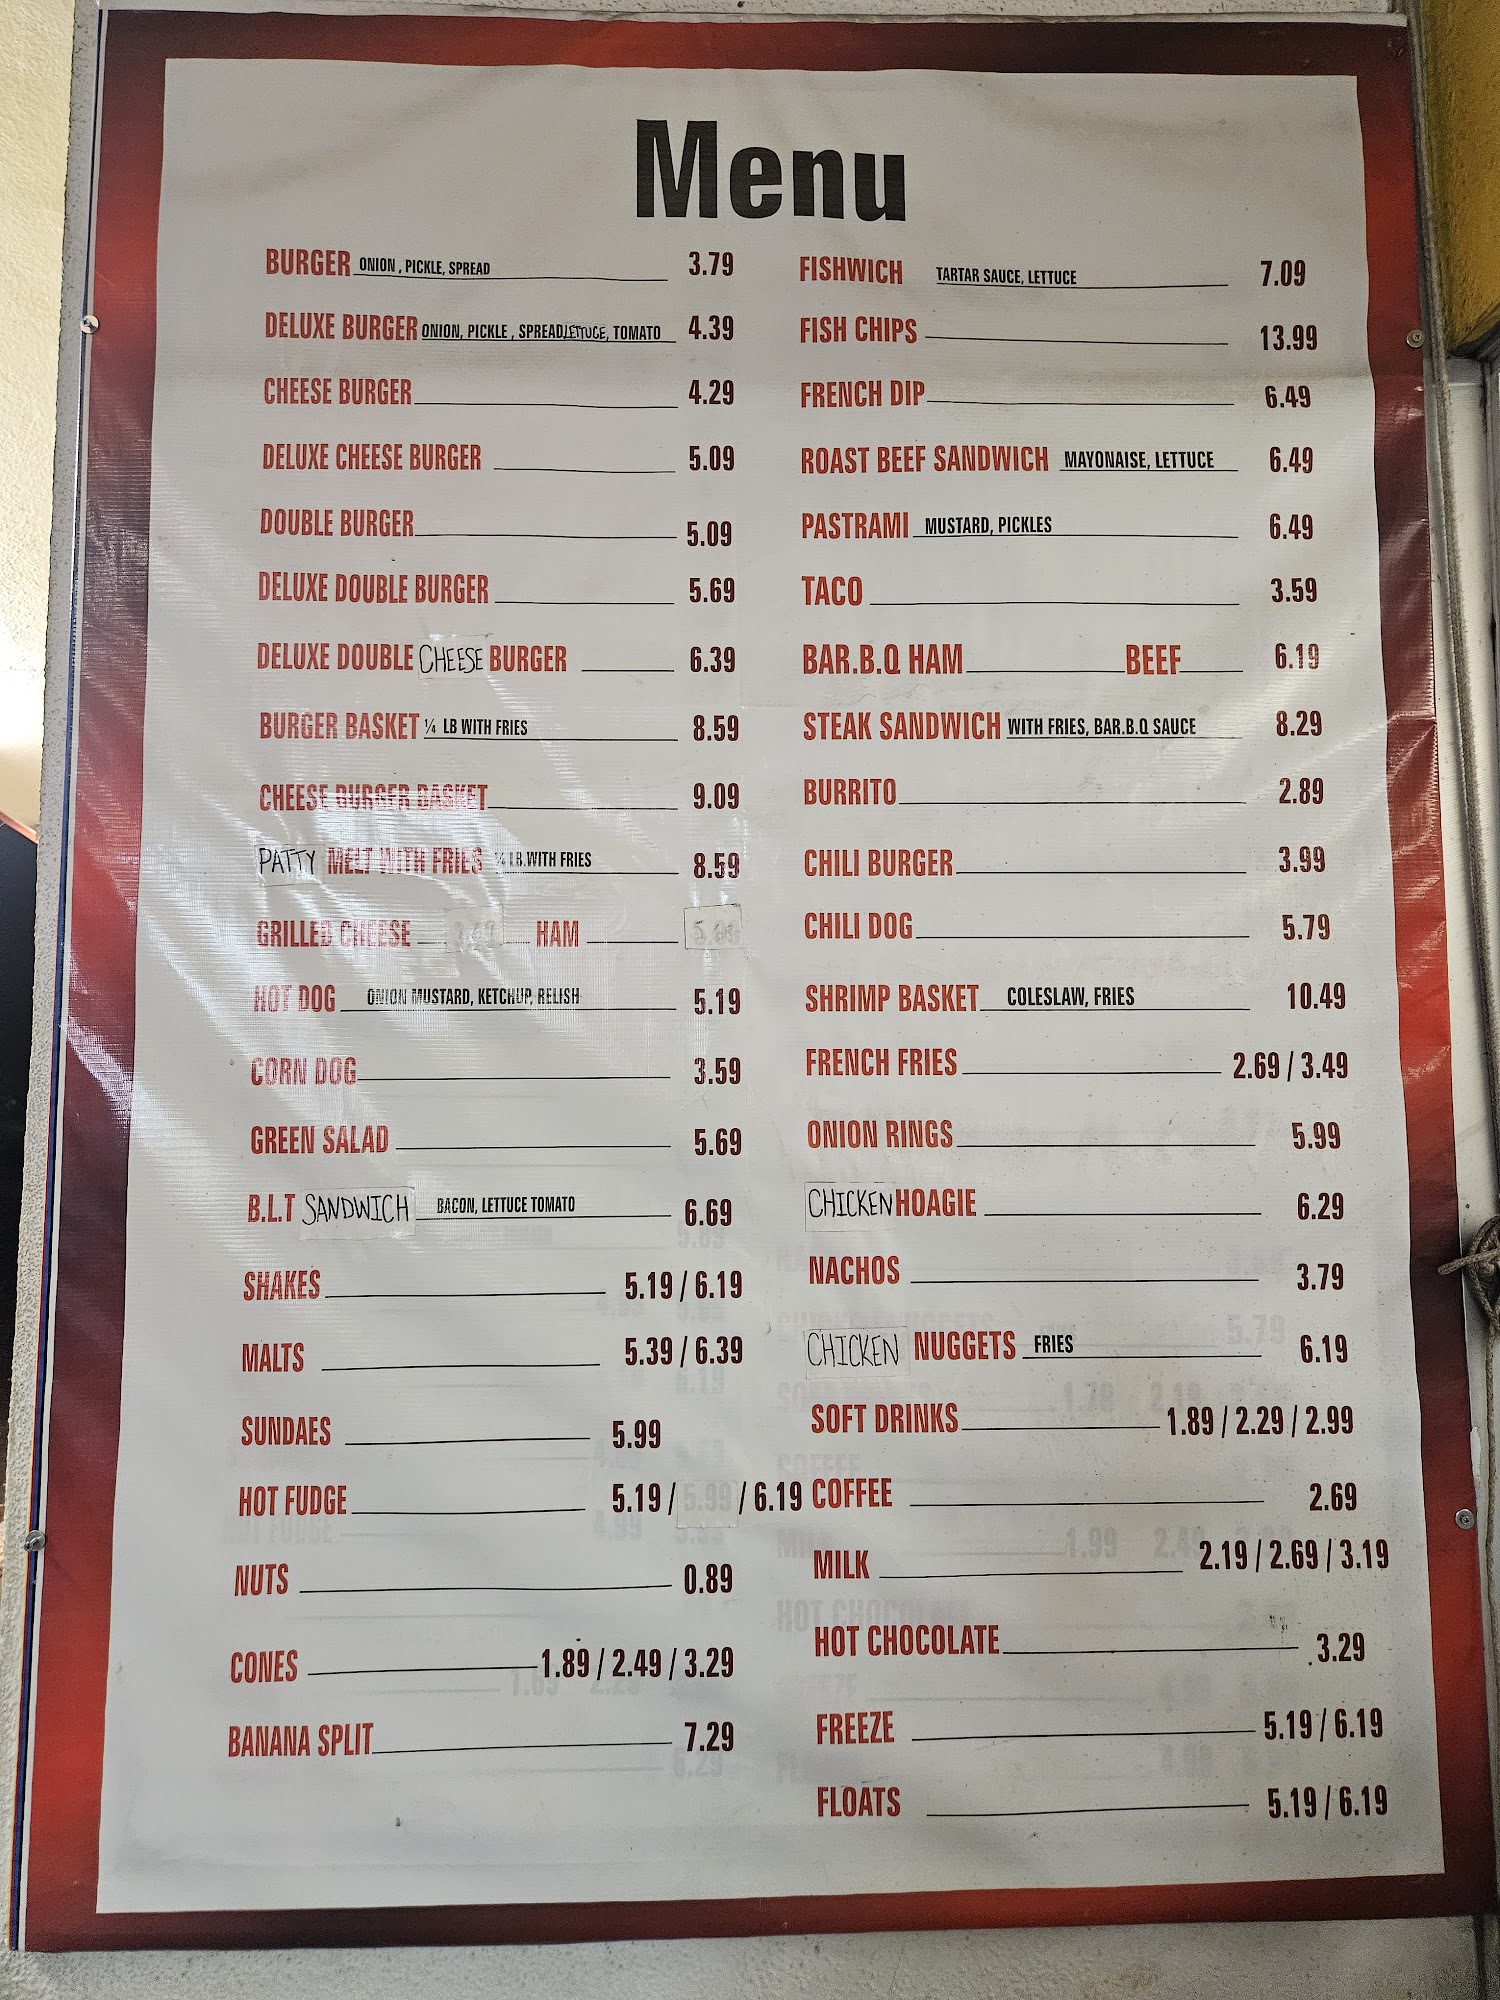 Menu
BURGER ONION, PICKLE, SPREAD 3.79
DELUXE BURGER ONION, PICKLE, SPREAD, LETTUCE, TOMATO 4.39
CHEESE BURGER 4.29
DELUXE CHEESE BURGER 5.09
DOUBLE BURGER 5.09
DELUXE DOUBLE BURGER 5.69
DELUXE DOUBLE CHEESE BURGER 6.39
BURGER BASKET ¼ LB WITH FRIES 8.59
CHEESE BURGER BASKET 9.09
PATTY MELT WITH FRIES ¼ LB WITH FRIES 8.59
GRILLED CHEESE HAM
HOT DOG ONION MUSTARD, KETCHUP, RELISH 5.19
CORN DOG 3.59
GREEN SALAD 5.69
B.L.T SANDWICH BACON, LETTUCE TOMATO 6.69
SHAKES 5.19 / 6.19
MALTS 5.39 / 6.39
SUNDAES 5.99
HOT FUDGE 5.19 / 5.99 / 6.19
NUTS 0.89
CONES 1.89 / 2.49 / 3.29
BANANA SPLIT 7.29
FISHWICH TARTAR SAUCE, LETTUCE 7.09
FISH CHIPS 13.99
FRENCH DIP 6.49
ROAST BEEF SANDWICH MAYONAISE, LETTUCE 6.49
PASTRAMI MUSTARD, PICKLES 6.49
TACO 3.59
BAR.B.Q HAM BEEF 6.19
STEAK SANDWICH WITH FRIES, BAR.B.Q SAUCE 8.29
BURRITO 2.89
CHILI BURGER 3.99
CHILI DOG 5.79
SHRIMP BASKET COLESLAW, FRIES 10.49
FRENCH FRIES 2.69 / 3.49
ONION RINGS 5.99
CHICKEN HOAGIE 6.29
NACHOS 3.79
CHICKEN NUGGETS FRIES 6.19
SOFT DRINKS 1.89 / 2.29 / 2.99
COFFEE 2.69
MILK 2.19 / 2.69 / 3.19
HOT CHOCOLATE 3.29
FREEZE 5.19 / 6.19
FLOATS 5.19 / 6.19